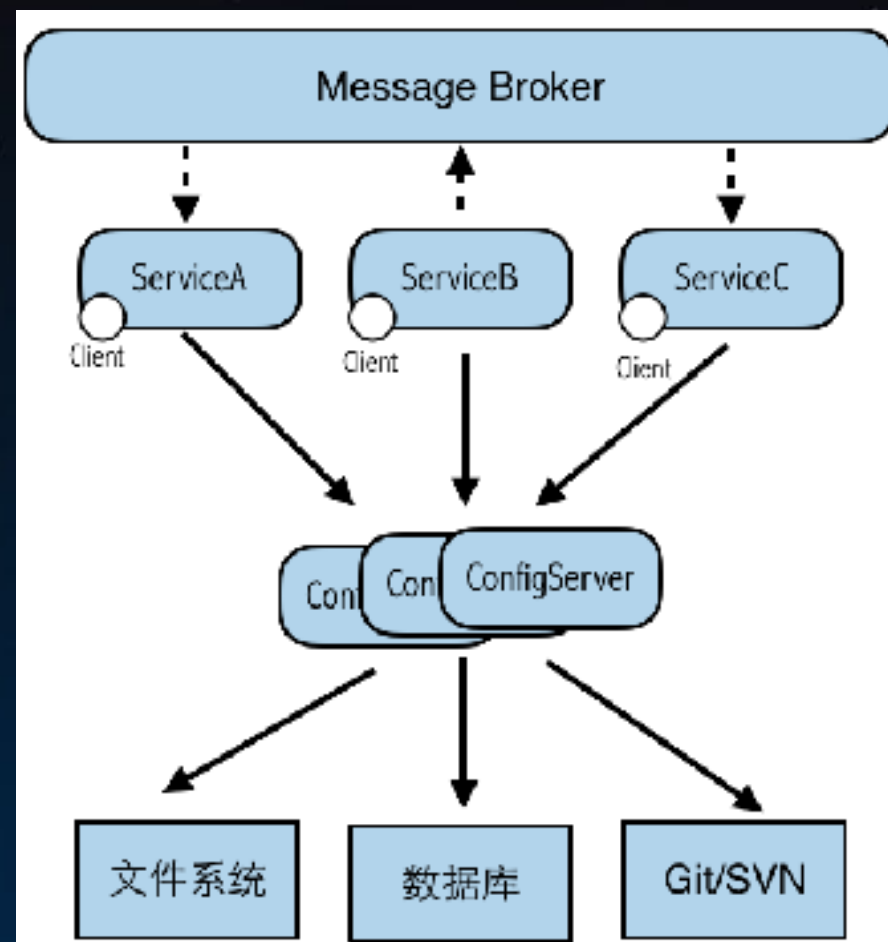 Message Broker
ServiceA
ServiceB
ServiceC
Client
Client
Client
Conf
Con
ConfigServer
文件系统
数据库
Git/SVN